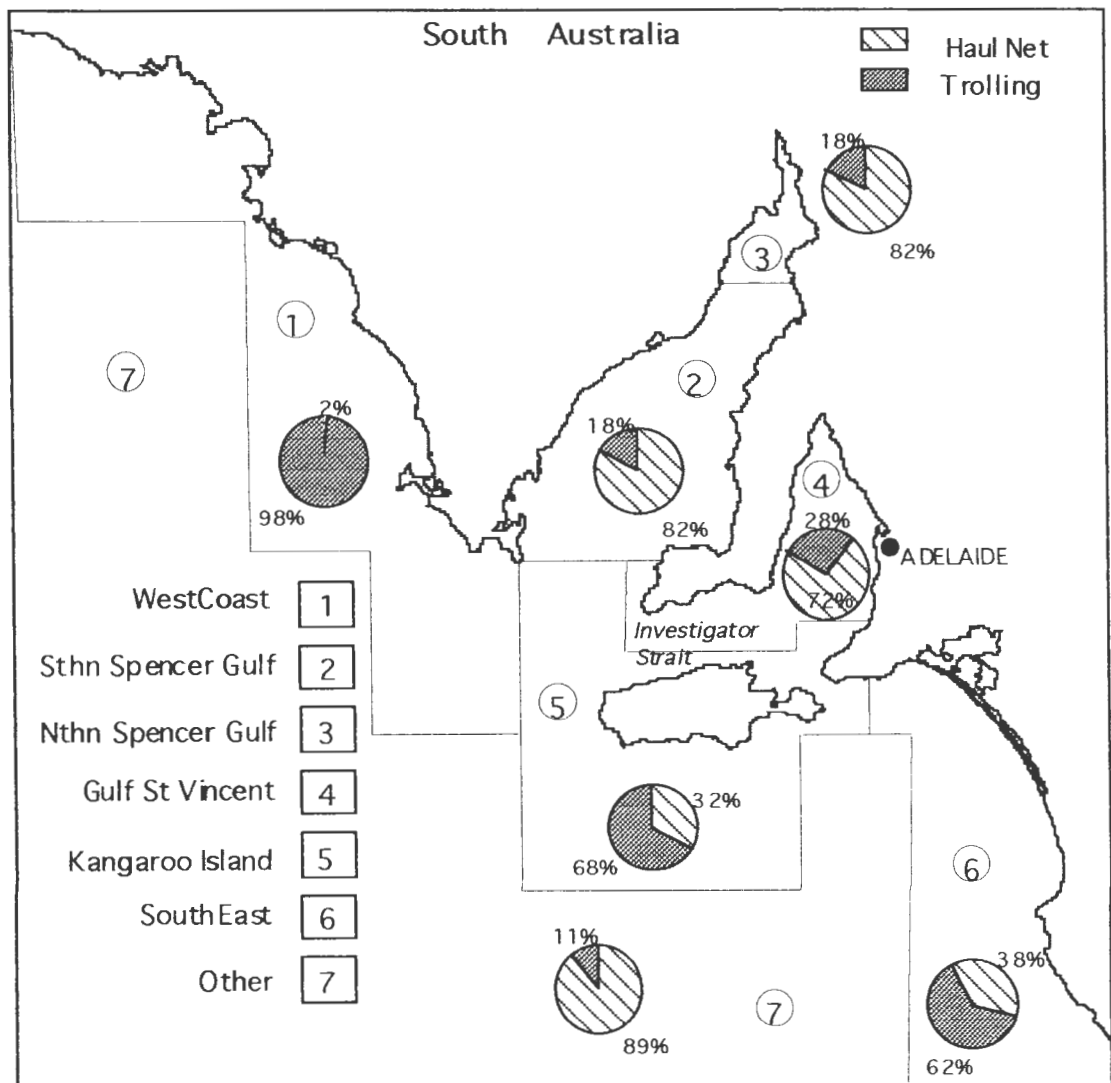 South Australia
Haul Net
Trolling
18%
82%
3
1
7
2
2%
18%
4
98%
82%
28%
ADELAIDE
72%
WestCoast 1
Investigator
Strait
Sthn Spencer Gulf 2
5
Nthn Spencer Gulf 3
Gulf St Vincent 4
32%
Kangaroo Island 5
68%
6
SouthEast 6
11%
38%
Other 7
7
89%
62%